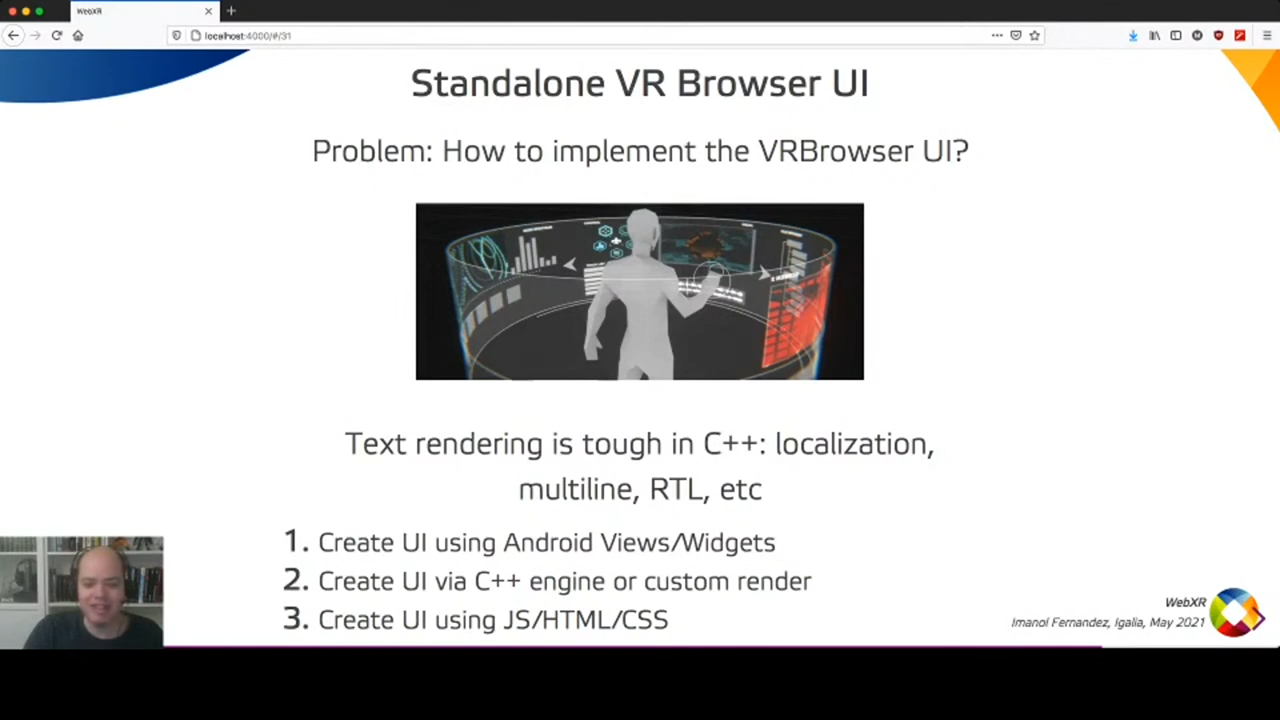 WebXR
localhost:4000/#/31
Standalone VR Browser UI
Problem: How to implement the VRBrowser UI?
Text rendering is tough in C++: localization,
multiline, RTL, etc
1. Create UI using Android Views/Widgets
2. Create UI via C++ engine or custom render
3. Create UI using JS/HTML/CSS
WebXR
Imanol Fernandez, Igalia, May 2021